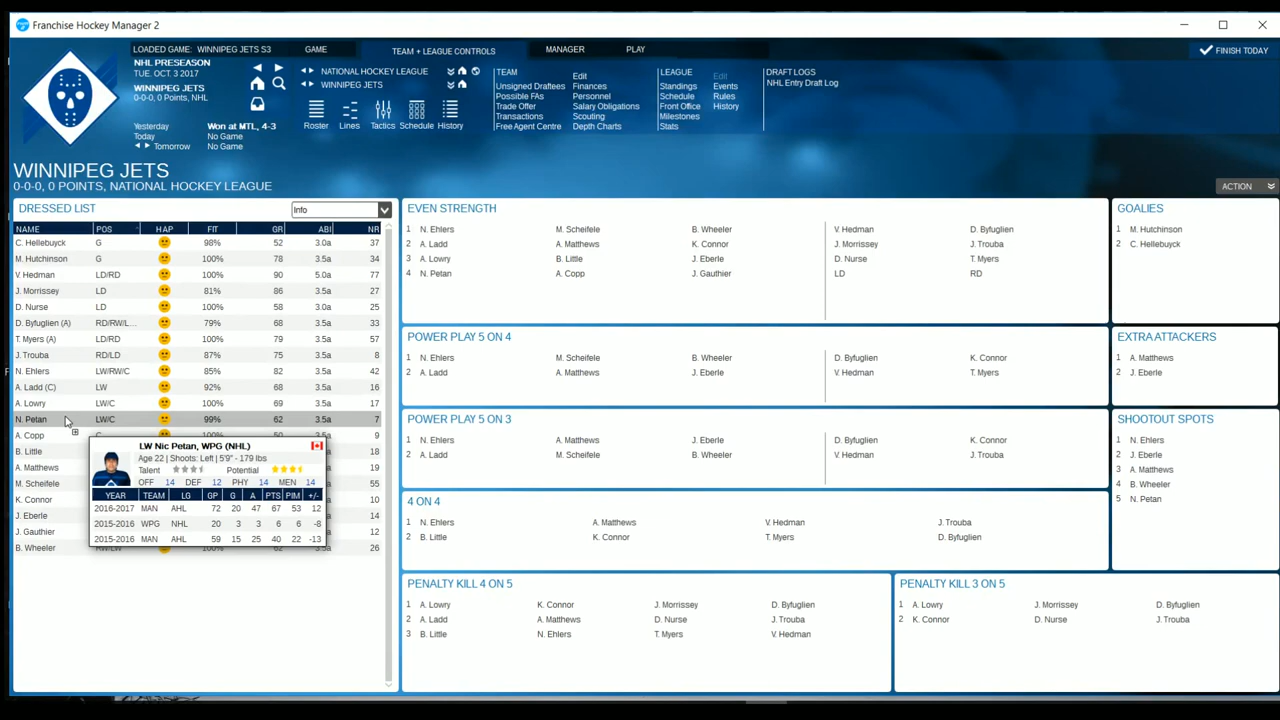 Franchise Hockey Manager 2
LOADED GAME: WINNIPEG JETS S3 GAME TEAM + LEAGUE CONTROLS MANAGER PLAY FINISH TODAY
NHL PRESEASON
TUE. OCT. 3 2017
WINNIPEG JETS
0-0-0, 0 Points, NHL
Yesterday Won at MTL, 4-3
Today No Game
Tomorrow No Game
NATIONAL HOCKEY LEAGUE
WINNIPEG JETS
Roster Lines Tactics Schedule History
TEAM Edit
Unsigned Draftees Finances
Possible FAs Personnel
Trade Offer Salary Obligations
Transactions Scouting
Free Agent Centre Depth Charts
LEAGUE Edit
Standings Events
Schedule Rules
Front Office History
Milestones
Stats
DRAFT LOGS
NHL Entry Draft Log
WINNIPEG JETS
0-0-0, 0 POINTS, NATIONAL HOCKEY LEAGUE
ACTION
DRESSED LIST Info
NAME POS HAP FIT GR ABI NR
C. Hellebuyck G 98% 52 3.0a 37
M. Hutchinson G 100% 78 3.5a 34
V. Hedman LD/RD 100% 90 5.0a 77
J. Morrissey LD 81% 86 3.5a 27
D. Nurse LD 100% 58 3.0a 25
D. Byfuglien (A) RD/RW/L... 79% 68 3.5a 33
T. Myers (A) LD/RD 100% 79 3.5a 57
J. Trouba RD/LD 87% 75 3.5a 8
N. Ehlers LW/RW/C 85% 82 3.5a 42
A. Ladd (C) LW 92% 68 3.5a 16
A. Lowry LW/C 100% 69 3.5a 17
N. Petan LW/C 99% 62 3.5a 7
A. Copp 9
B. Little 18
A. Matthews 19
M. Scheifele 55
K. Connor 10
J. Eberle 14
J. Gauthier 12
B. Wheeler 26
LW Nic Petan, WPG (NHL)
Age 22 | Shoots: Left | 5'9" - 179 lbs
Talent Potential
OFF 14 DEF 12 PHY 14 MEN 14
YEAR TEAM LG GP G A PTS PIM +/-
2016-2017 MAN AHL 72 20 47 67 53 12
2015-2016 WPG NHL 20 3 3 6 6 -8
2015-2016 MAN AHL 59 15 25 40 22 -13
EVEN STRENGTH
1 N. Ehlers M. Scheifele B. Wheeler V. Hedman D. Byfuglien
2 A. Ladd A. Matthews K. Connor J. Morrissey J. Trouba
3 A. Lowry B. Little J. Eberle D. Nurse T. Myers
4 N. Petan A. Copp J. Gauthier LD RD
POWER PLAY 5 ON 4
1 N. Ehlers M. Scheifele B. Wheeler D. Byfuglien K. Connor
2 A. Ladd A. Matthews J. Eberle V. Hedman T. Myers
POWER PLAY 5 ON 3
1 N. Ehlers A. Matthews J. Eberle D. Byfuglien K. Connor
2 A. Ladd M. Scheifele B. Wheeler V. Hedman J. Trouba
4 ON 4
1 N. Ehlers A. Matthews V. Hedman J. Trouba
2 B. Little K. Connor T. Myers D. Byfuglien
PENALTY KILL 4 ON 5
1 A. Lowry K. Connor J. Morrissey D. Byfuglien
2 A. Ladd A. Matthews D. Nurse J. Trouba
3 B. Little N. Ehlers T. Myers V. Hedman
PENALTY KILL 3 ON 5
1 A. Lowry J. Morrissey D. Byfuglien
2 K. Connor D. Nurse J. Trouba
GOALIES
1 M. Hutchinson
2 C. Hellebuyck
EXTRA ATTACKERS
1 A. Matthews
2 J. Eberle
SHOOTOUT SPOTS
1 N. Ehlers
2 J. Eberle
3 A. Matthews
4 B. Wheeler
5 N. Petan